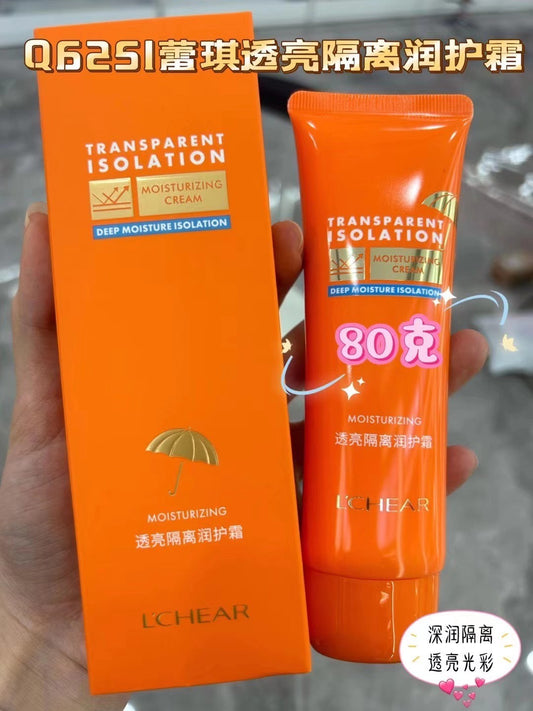 Q6251蕾琪透亮隔离润护霜
TRANSPARENT
ISOLATION
MOISTURIZING
CREAM
DEEP MOISTURE ISOLATION
MOISTURIZING
透亮隔离润护霜
L'CHEAR
TRANSPARENT
ISOLATION
MOISTURIZING
CREAM
DEEP MOISTURE ISOLATION
80克
MOISTURIZING
透亮隔离润护霜
L'CHEAR
深润隔离
透亮光彩